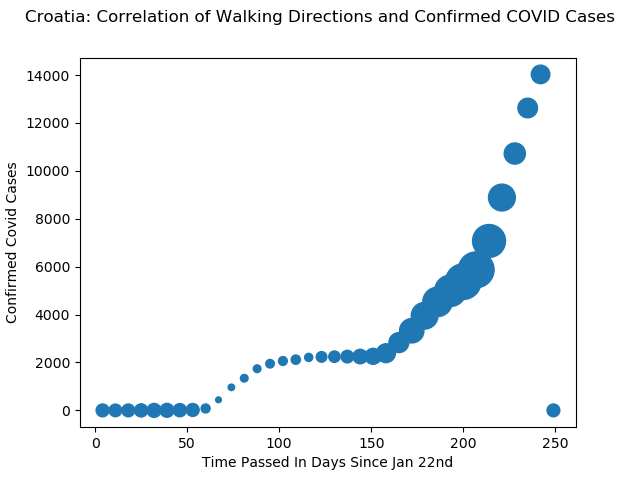 Croatia: Correlation of Walking Directions and Confirmed COVID Cases
14000
12000
10000
8000
6000
4000
2000
0
Confirmed Covid Cases
0 50 100 150 200 250
Time Passed In Days Since Jan 22nd